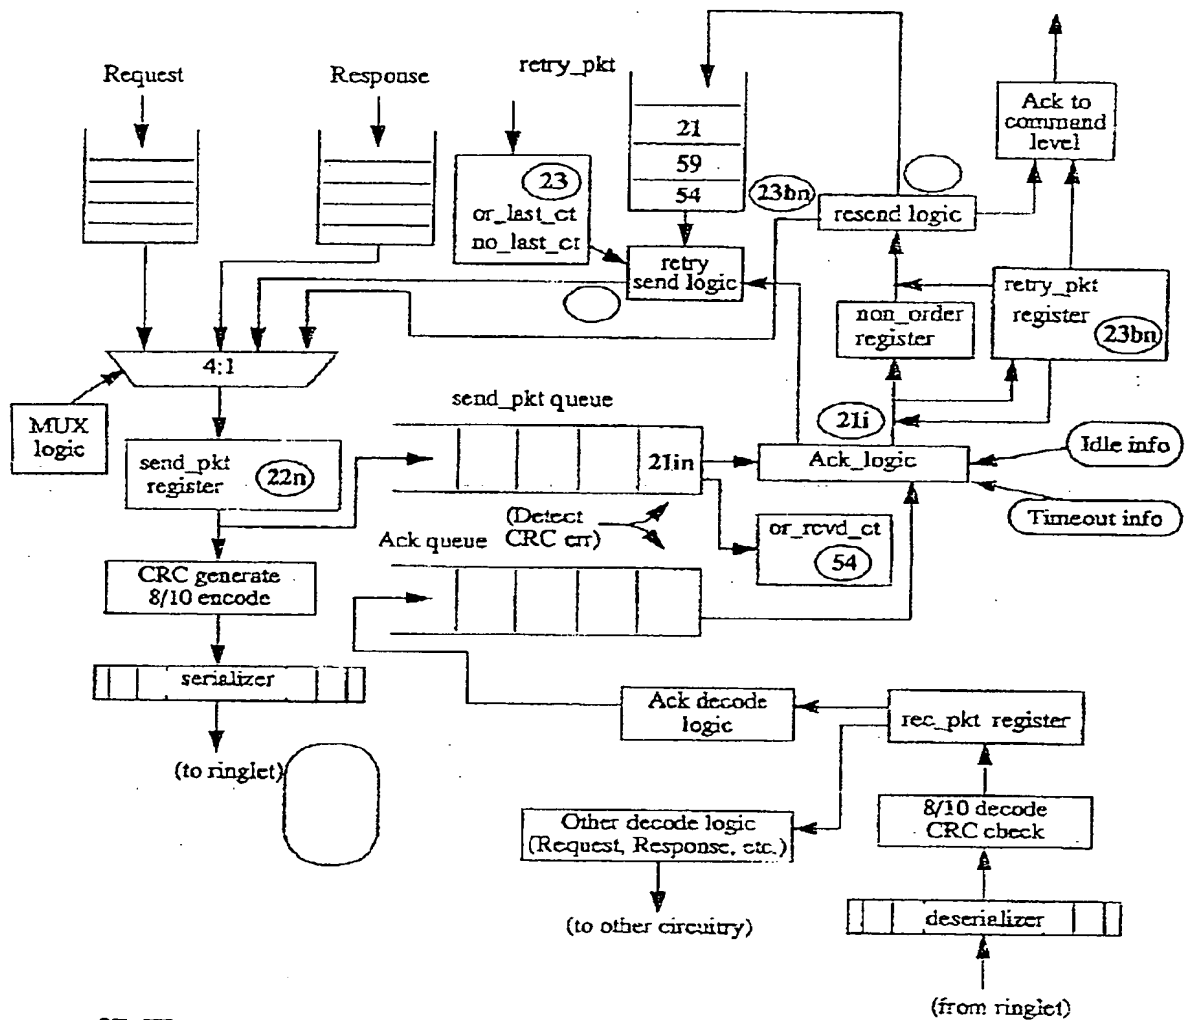 Request
Response
retry_pkt
21
59
54
23
or_last_ct
no_last_ct
Ack to
command
level
23bn
resend logic
retry
send logic
retry_pkt
register
23bn
non_order
register
4:1
MUX
logic
send_pkt
register
22n
send_pkt queue
21in
21i
Ack_logic
Idle info
Timeout info
(Detect
CRC err)
or_rcvd_ct
54
Ack queue
CRC generate
8/10 encode
serializer
(to ringlet)
Ack decode
logic
rec_pkt register
Other decode logic
(Request, Response, etc.)
(to other circuitry)
8/10 decode
CRC check
deserializer
(from ringlet)